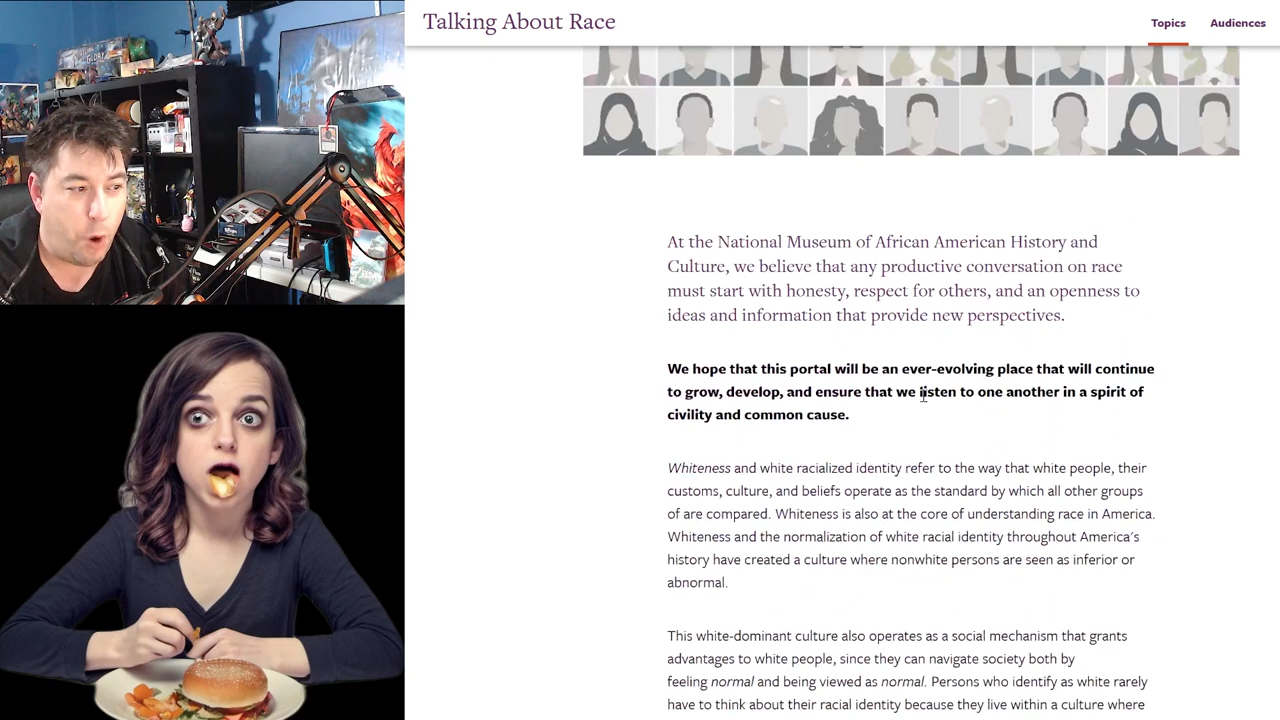 Talking About Race
Topics
Audiences
At the National Museum of African American History and
Culture, we believe that any productive conversation on race
must start with honesty, respect for others, and an openness to
ideas and information that provide new perspectives.
We hope that this portal will be an ever-evolving place that will continue
to grow, develop, and ensure that we listen to one another in a spirit of
civility and common cause.
Whiteness and white racialized identity refer to the way that white people, their
customs, culture, and beliefs operate as the standard by which all other groups
of are compared. Whiteness is also at the core of understanding race in America.
Whiteness and the normalization of white racial identity throughout America's
history have created a culture where nonwhite persons are seen as inferior or
abnormal.
This white-dominant culture also operates as a social mechanism that grants
advantages to white people, since they can navigate society both by
feeling normal and being viewed as normal. Persons who identify as white rarely
have to think about their racial identity because they live within a culture where